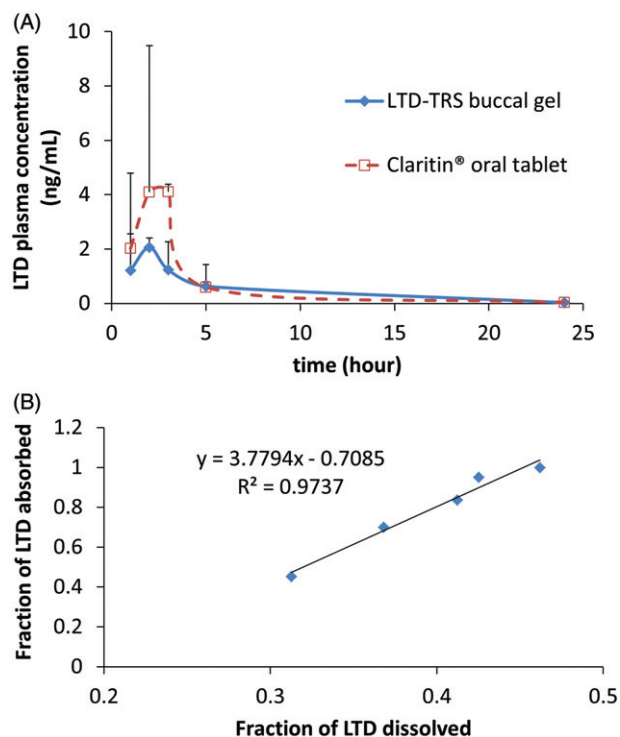 (A)
10
8
6
4
2
0
LTD plasma concentration
(ng/mL)
LTD-TRS buccal gel
Claritin® oral tablet
0 5 10 15 20 25
time (hour)
(B)
1.2
1
0.8
0.6
0.4
0.2
0
Fraction of LTD absorbed
y = 3.7794x - 0.7085
R² = 0.9737
0.2 0.3 0.4 0.5
Fraction of LTD dissolved